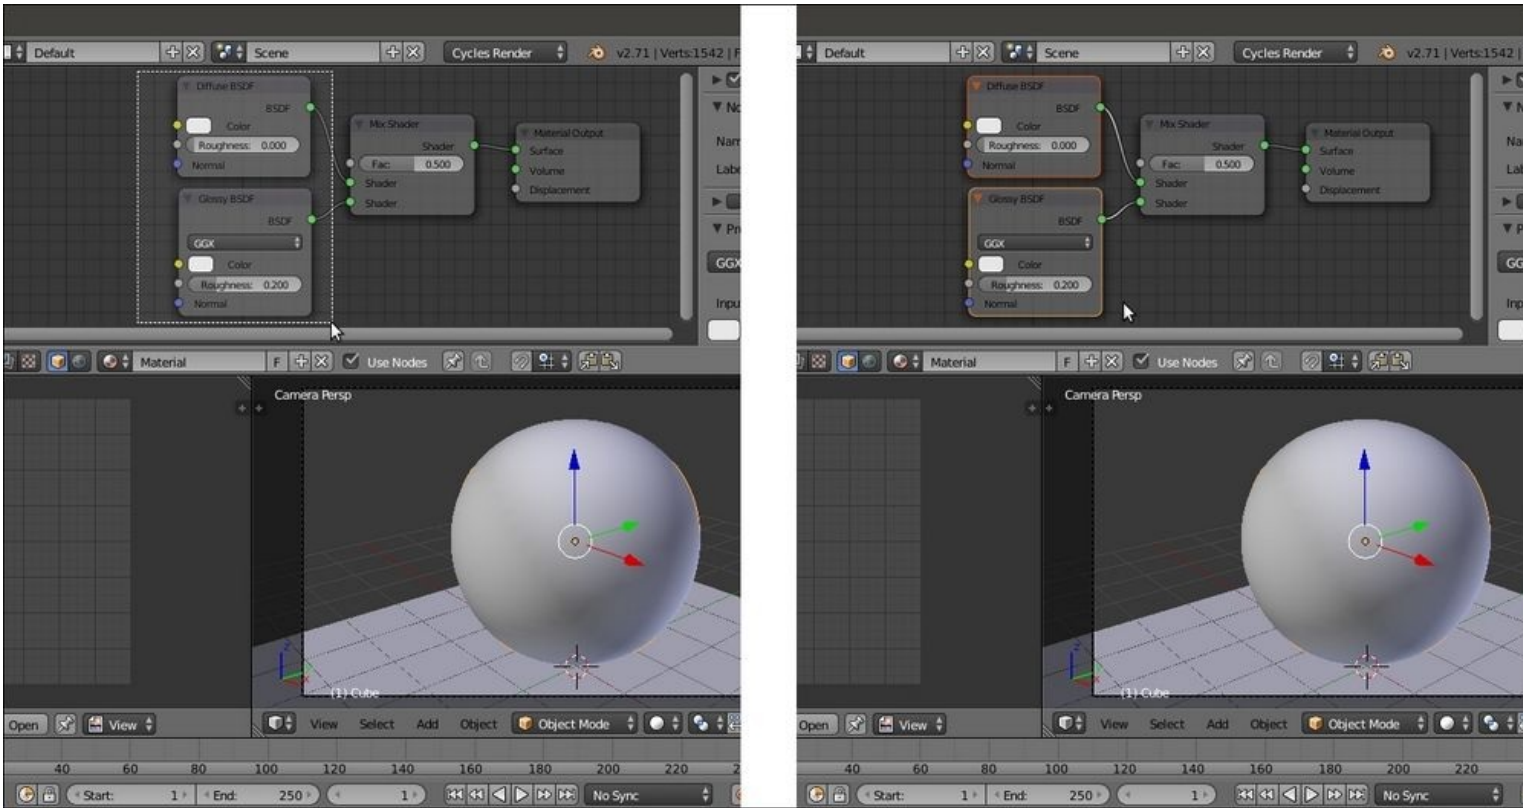 Default
Scene
Cycles Render
v2.71 | Verts:1542 | F
Diffuse BSDF
BSDF
Color
Roughness: 0.000
Normal
Mix Shader
Shader
Fac: 0.500
Shader
Shader
Material Output
Surface
Volume
Displacement
Glossy BSDF
BSDF
GGX
Color
Roughness: 0.200
Normal
GGX
Material
F
Use Nodes
Camera Persp
(1) Cube
Open
View
View
Select
Add
Object
Object Mode
40 60 80 100 120 140 160 180 200 220 2
Start: 1
End: 250
1
No Sync
Default
Scene
Cycles Render
v2.71 | Verts:1542 |
Diffuse BSDF
BSDF
Color
Roughness: 0.000
Normal
Mix Shader
Shader
Fac: 0.500
Shader
Shader
Material Output
Surface
Volume
Displacement
Glossy BSDF
BSDF
GGX
Color
Roughness: 0.200
Normal
Material
F
Use Nodes
Camera Persp
(1) Cube
Open
View
View
Select
Add
Object
Object Mode
40 60 80 100 120 140 160 180 200 220
Start: 1
End: 250
1
No Sync